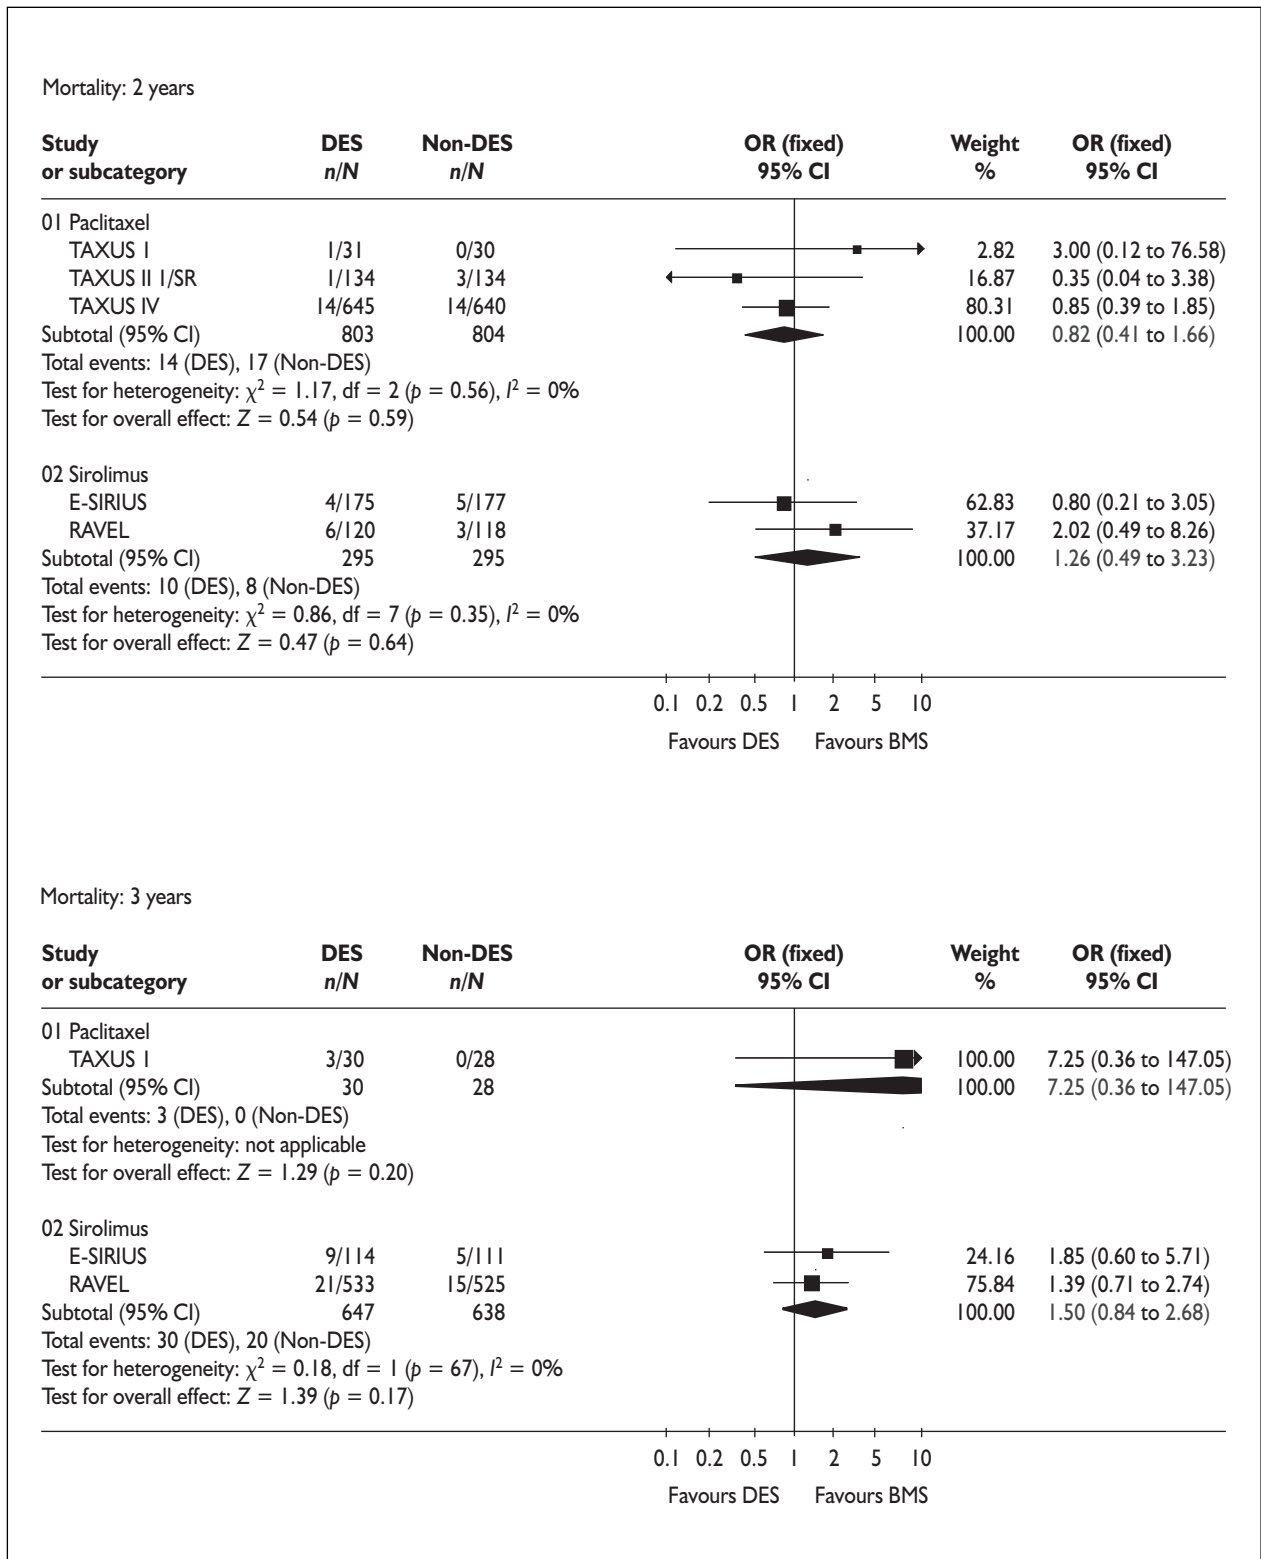 Mortality: 2 years
Study DES Non-DES OR (fixed) Weight OR (fixed)
or subcategory n/N n/N 95% CI % 95% CI
01 Paclitaxel
TAXUS I 1/31 0/30 2.82 3.00 (0.12 to 76.58)
TAXUS II 1/SR 1/134 3/134 16.87 0.35 (0.04 to 3.38)
TAXUS IV 14/645 14/640 80.31 0.85 (0.39 to 1.85)
Subtotal (95% CI) 803 804 100.00 0.82 (0.41 to 1.66)
Total events: 14 (DES), 17 (Non-DES)
Test for heterogeneity: χ² = 1.17, df = 2 (p = 0.56), I² = 0%
Test for overall effect: Z = 0.54 (p = 0.59)
02 Sirolimus
E-SIRIUS 4/175 5/177 62.83 0.80 (0.21 to 3.05)
RAVEL 6/120 3/118 37.17 2.02 (0.49 to 8.26)
Subtotal (95% CI) 295 295 100.00 1.26 (0.49 to 3.23)
Total events: 10 (DES), 8 (Non-DES)
Test for heterogeneity: χ² = 0.86, df = 7 (p = 0.35), I² = 0%
Test for overall effect: Z = 0.47 (p = 0.64)
0.1 0.2 0.5 1 2 5 10
Favours DES Favours BMS
Mortality: 3 years
Study DES Non-DES OR (fixed) Weight OR (fixed)
or subcategory n/N n/N 95% CI % 95% CI
01 Paclitaxel
TAXUS I 3/30 0/28 100.00 7.25 (0.36 to 147.05)
Subtotal (95% CI) 30 28 100.00 7.25 (0.36 to 147.05)
Total events: 3 (DES), 0 (Non-DES)
Test for heterogeneity: not applicable
Test for overall effect: Z = 1.29 (p = 0.20)
02 Sirolimus
E-SIRIUS 9/114 5/111 24.16 1.85 (0.60 to 5.71)
RAVEL 21/533 15/525 75.84 1.39 (0.71 to 2.74)
Subtotal (95% CI) 647 638 100.00 1.50 (0.84 to 2.68)
Total events: 30 (DES), 20 (Non-DES)
Test for heterogeneity: χ² = 0.18, df = 1 (p = 67), I² = 0%
Test for overall effect: Z = 1.39 (p = 0.17)
0.1 0.2 0.5 1 2 5 10
Favours DES Favours BMS